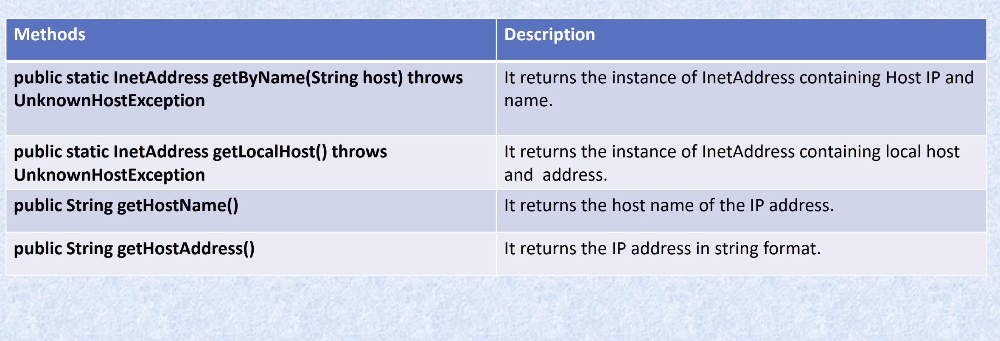 Methods
Description
public static InetAddress getByName(String host) throws
UnknownHostException
It returns the instance of InetAddress containing Host IP and
name.
public static InetAddress getLocalHost() throws
UnknownHostException
It returns the instance of InetAddress containing local host
and  address.
public String getHostName()
It returns the host name of the IP address.
public String getHostAddress()
It returns the IP address in string format.